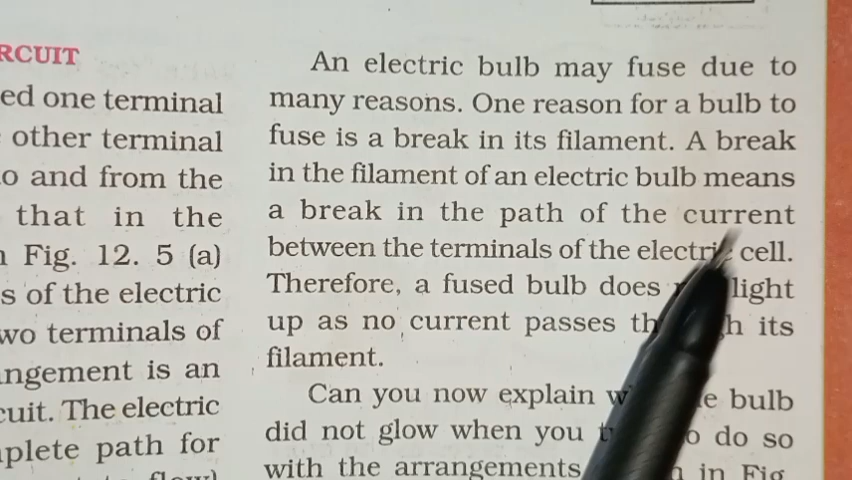 RCUIT
ed one terminal
other terminal
o and from the
that in the
Fig. 12. 5 (a)
s of the electric
wo terminals of
ngement is an
cuit. The electric
plete path for
flow)
An electric bulb may fuse due to
many reasons. One reason for a bulb to
fuse is a break in its filament. A break
in the filament of an electric bulb means
a break in the path of the current
between the terminals of the electric cell.
Therefore, a fused bulb does light
up as no current passes its
filament.
Can you now explain bulb
did not glow when you do so
with the arrangements in Fig.